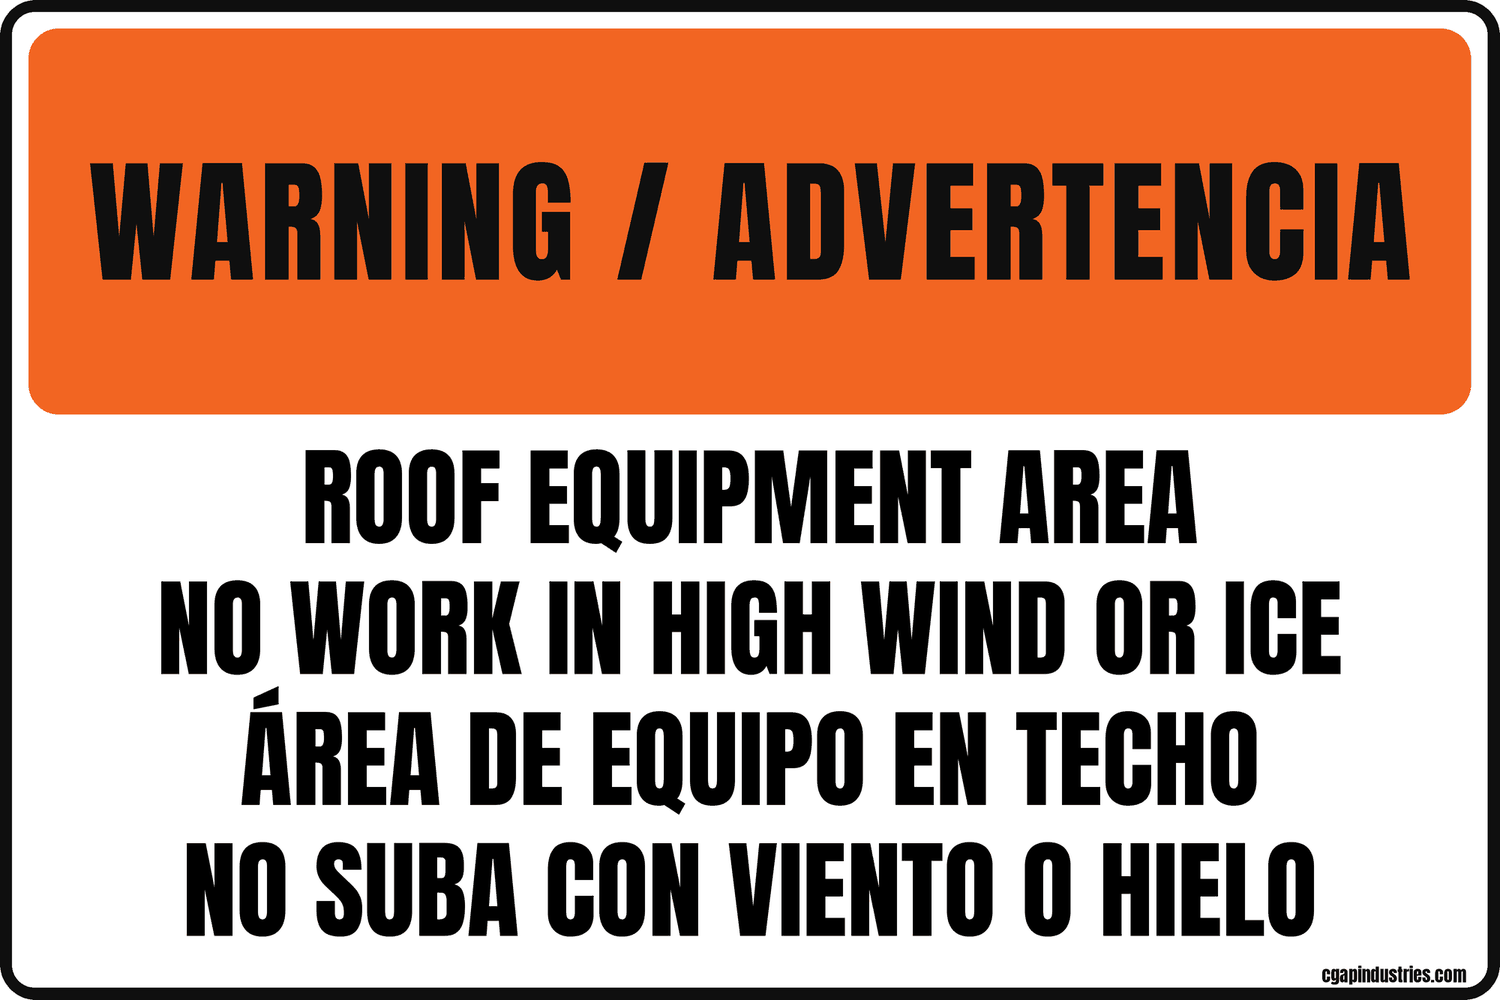 WARNING / ADVERTENCIA
ROOF EQUIPMENT AREA
NO WORK IN HIGH WIND OR ICE
ÁREA DE EQUIPO EN TECHO
NO SUBA CON VIENTO O HIELO
cgapindustries.com